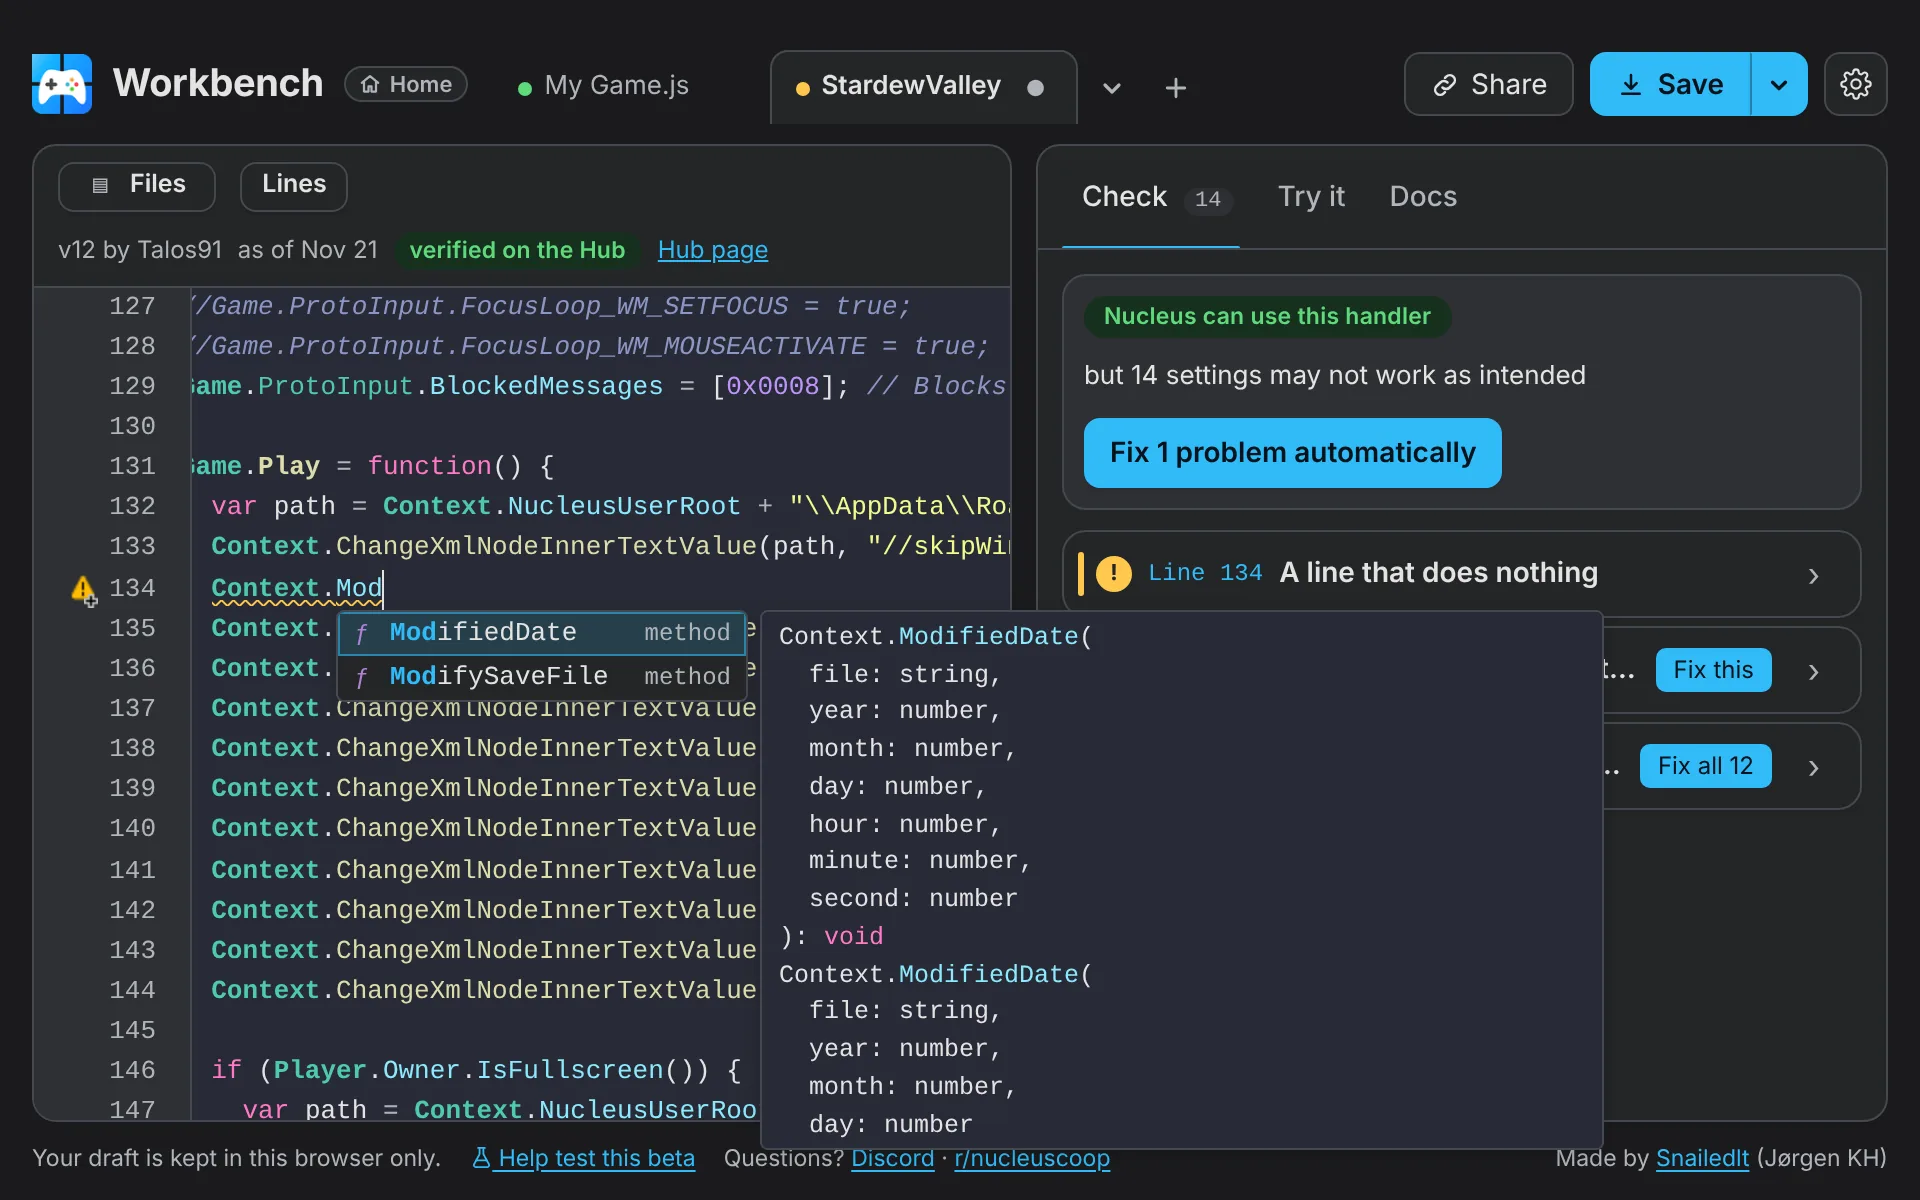 Workbench
Home
My Game.js
StardewValley
Share
Save
Files
Lines
v12 by Talos91 as of Nov 21 verified on the Hub Hub page
Check 14
Try it
Docs
Nucleus can use this handler
but 14 settings may not work as intended
Fix 1 problem automatically
Line 134 A line that does nothing
t... Fix this
.. Fix all 12
127 //Game.ProtoInput.FocusLoop_WM_SETFOCUS = true;
128 //Game.ProtoInput.FocusLoop_WM_MOUSEACTIVATE = true;
129 ame.ProtoInput.BlockedMessages = [0x0008]; // Blocks
130
131 ame.Play = function() {
132 var path = Context.NucleusUserRoot + "\\AppData\\Roa
133 Context.ChangeXmlNodeInnerTextValue(path, "//skipWi
134 Context.Mod
135 Context. e
136 Context. e
137 Context.ChangeXmlNodeInnerTextValue
138 Context.ChangeXmlNodeInnerTextValue
139 Context.ChangeXmlNodeInnerTextValue
140 Context.ChangeXmlNodeInnerTextValue
141 Context.ChangeXmlNodeInnerTextValue
142 Context.ChangeXmlNodeInnerTextValue
143 Context.ChangeXmlNodeInnerTextValue
144 Context.ChangeXmlNodeInnerTextValue
145
146 if (Player.Owner.IsFullscreen()) {
147 var path = Context.NucleusUserRoo
ƒ ModifiedDate method
ƒ ModifySaveFile method
Context.ModifiedDate(
file: string,
year: number,
month: number,
day: number,
hour: number,
minute: number,
second: number
): void
Context.ModifiedDate(
file: string,
year: number,
month: number,
day: number
Your draft is kept in this browser only. Help test this beta Questions? Discord · r/nucleuscoop
Made by SnailedIt (Jørgen KH)